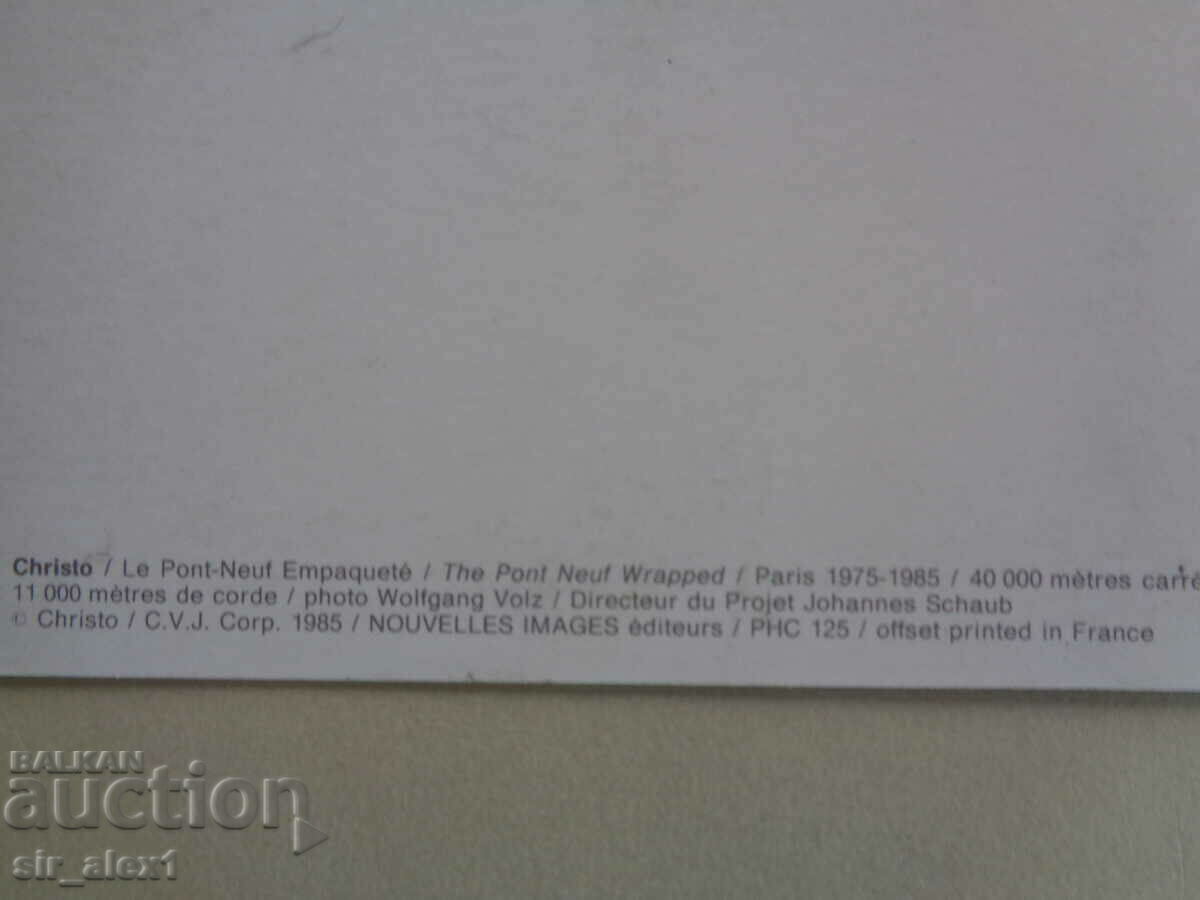 Christo / Le Pont-Neuf Empaqueté / The Pont Neuf Wrapped / Paris 1975-1985 / 40 000 mètres carré
11 000 mètres de corde / photo Wolfgang Volz / Directeur du Projet Johannes Schaub
© Christo / C.V.J. Corp. 1985 / NOUVELLES IMAGES éditeurs / PHC 125 / offset printed in France
BALKAN
auction
sir_alex1